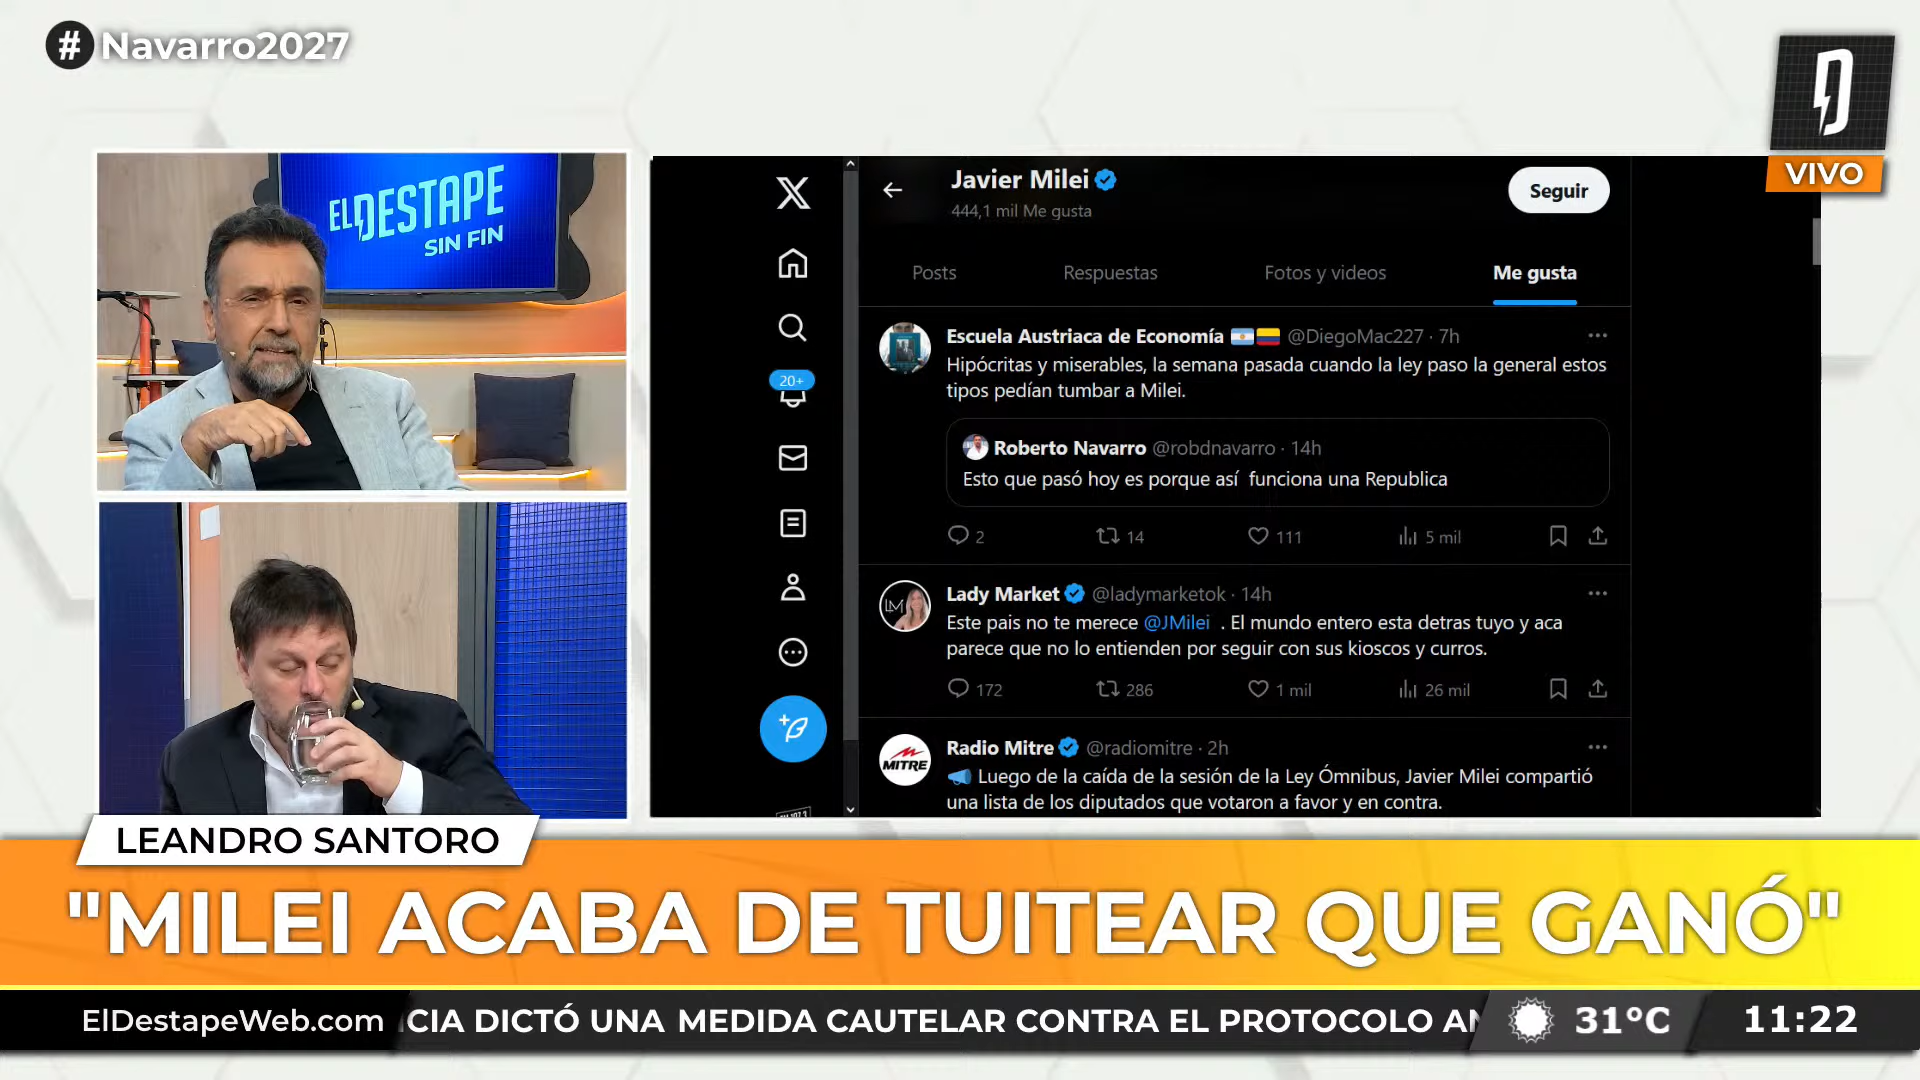 #Navarro2027
VIVO
EL DESTAPE
SIN FIN
Javier Milei
444,1 mil Me gusta
Seguir
Posts Respuestas Fotos y videos Me gusta
20+
Escuela Austriaca de Economía @DiegoMac227 · 7h
Hipócritas y miserables, la semana pasada cuando la ley paso la general estos
tipos pedían tumbar a Milei.
Roberto Navarro @robdnavarro · 14h
Esto que pasó hoy es porque así funciona una Republica
2 14 111 5 mil
Lady Market @ladymarketok · 14h
Este pais no te merece @JMilei . El mundo entero esta detras tuyo y aca
parece que no lo entienden por seguir con sus kioscos y curros.
172 286 1 mil 26 mil
MITRE
Radio Mitre @radiomitre · 2h
Luego de la caída de la sesión de la Ley Ómnibus, Javier Milei compartió
una lista de los diputados que votaron a favor y en contra.
LEANDRO SANTORO
"MILEI ACABA DE TUITEAR QUE GANÓ"
ElDestapeWeb.com CIA DICTÓ UNA MEDIDA CAUTELAR CONTRA EL PROTOCOLO AN 31°C 11:22